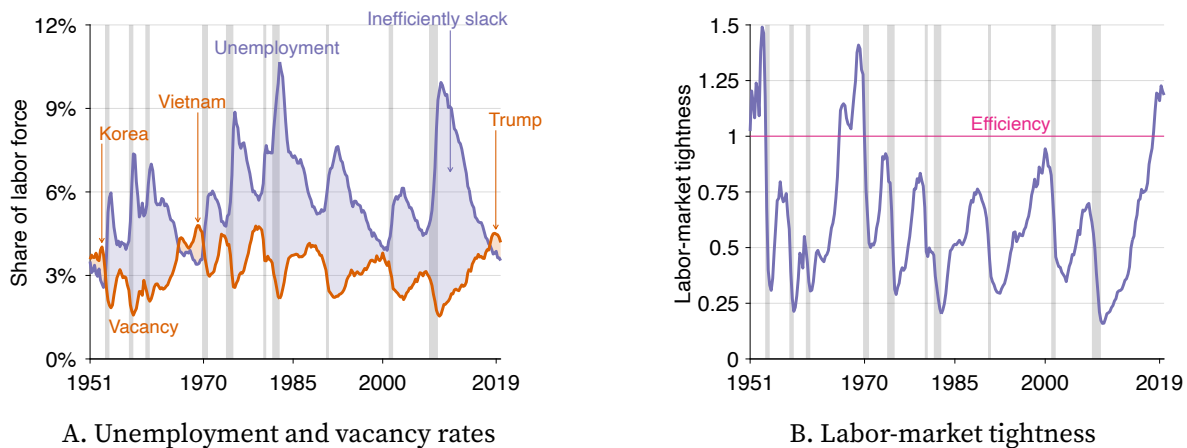 Share of labor force
12%
9%
6%
3%
0%
Inefficiently slack
Unemployment
Vietnam
Korea
Trump
Vacancy
1951
1970
1985
2000
2019
A. Unemployment and vacancy rates
Labor-market tightness
1.5
1.25
1
0.75
0.5
0.25
0
Efficiency
1951
1970
1985
2000
2019
B. Labor-market tightness